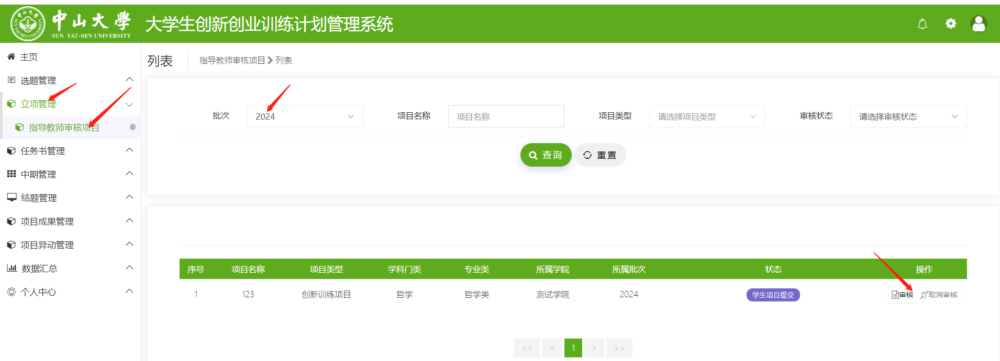 中山大學
SUN YAT-SEN UNIVERSITY
大学生创新创业训练计划管理系统
主页
选题管理
立项管理
指导教师审核项目
任务书管理
中期管理
结题管理
项目成果管理
项目异动管理
数据汇总
个人中心
列表 指导教师审核项目 列表
批次 2024 项目名称 项目名称 项目类型 请选择项目类型 审核状态 请选择审核状态
查询 重置
序号 项目名称 项目类型 学科门类 专业类 所属学院 所属批次 状态 操作
1 123 创新训练项目 哲学 哲学类 测试学院 2024 学生项目提交 审核 取消审核
<< < 1 > >>